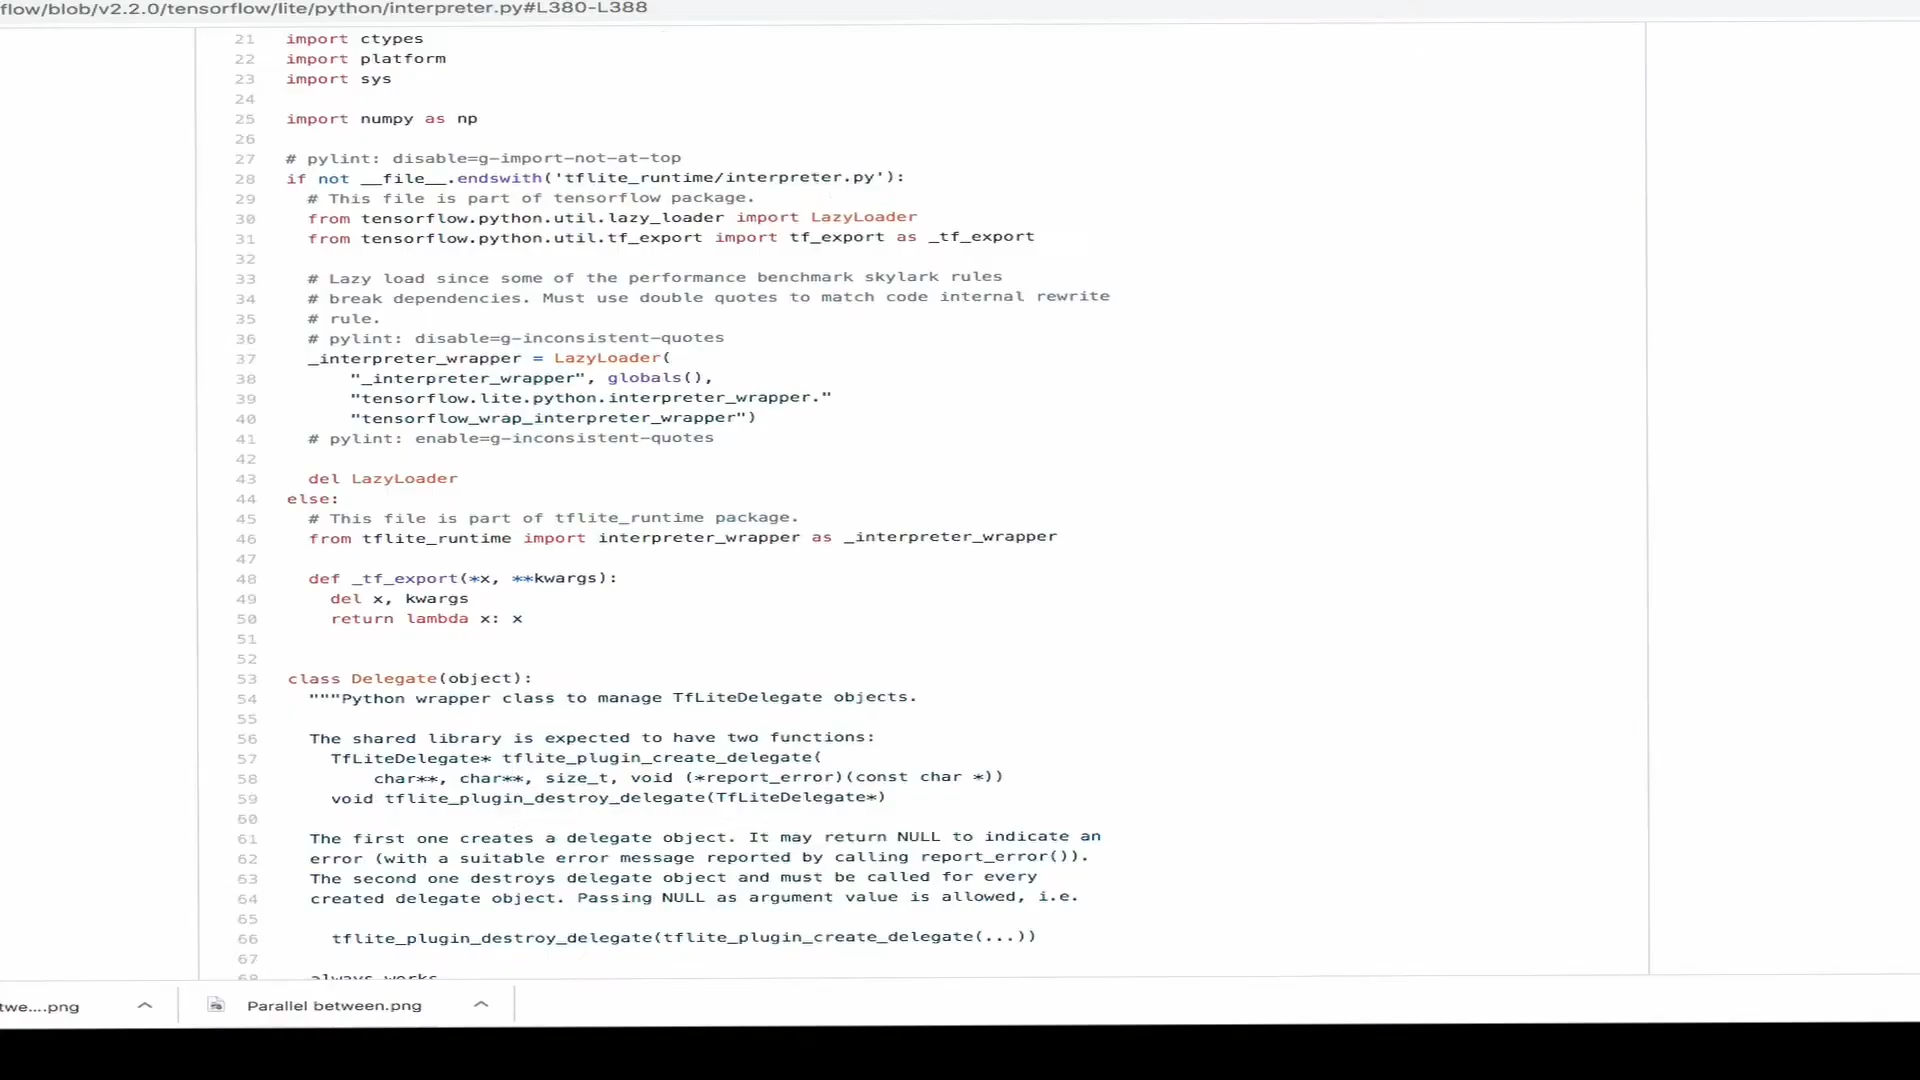 flow/blob/v2.2.0/tensorflow/lite/python/interpreter.py#L380-L388
21 import ctypes
22 import platform
23 import sys
24
25 import numpy as np
26
27 # pylint: disable=g-import-not-at-top
28 if not __file__.endswith('tflite_runtime/interpreter.py'):
29 # This file is part of tensorflow package.
30 from tensorflow.python.util.lazy_loader import LazyLoader
31 from tensorflow.python.util.tf_export import tf_export as _tf_export
32
33 # Lazy load since some of the performance benchmark skylark rules
34 # break dependencies. Must use double quotes to match code internal rewrite
35 # rule.
36 # pylint: disable=g-inconsistent-quotes
37 _interpreter_wrapper = LazyLoader(
38 "_interpreter_wrapper", globals(),
39 "tensorflow.lite.python.interpreter_wrapper."
40 "tensorflow_wrap_interpreter_wrapper")
41 # pylint: enable=g-inconsistent-quotes
42
43 del LazyLoader
44 else:
45 # This file is part of tflite_runtime package.
46 from tflite_runtime import interpreter_wrapper as _interpreter_wrapper
47
48 def _tf_export(*x, **kwargs):
49 del x, kwargs
50 return lambda x: x
51
52
53 class Delegate(object):
54 """Python wrapper class to manage TfLiteDelegate objects.
55
56 The shared library is expected to have two functions:
57 TfLiteDelegate* tflite_plugin_create_delegate(
58 char**, char**, size_t, void (*report_error)(const char *))
59 void tflite_plugin_destroy_delegate(TfLiteDelegate*)
60
61 The first one creates a delegate object. It may return NULL to indicate an
62 error (with a suitable error message reported by calling report_error()).
63 The second one destroys delegate object and must be called for every
64 created delegate object. Passing NULL as argument value is allowed, i.e.
65
66 tflite_plugin_destroy_delegate(tflite_plugin_create_delegate(...))
67
68 always works
twe....png
Parallel between.png